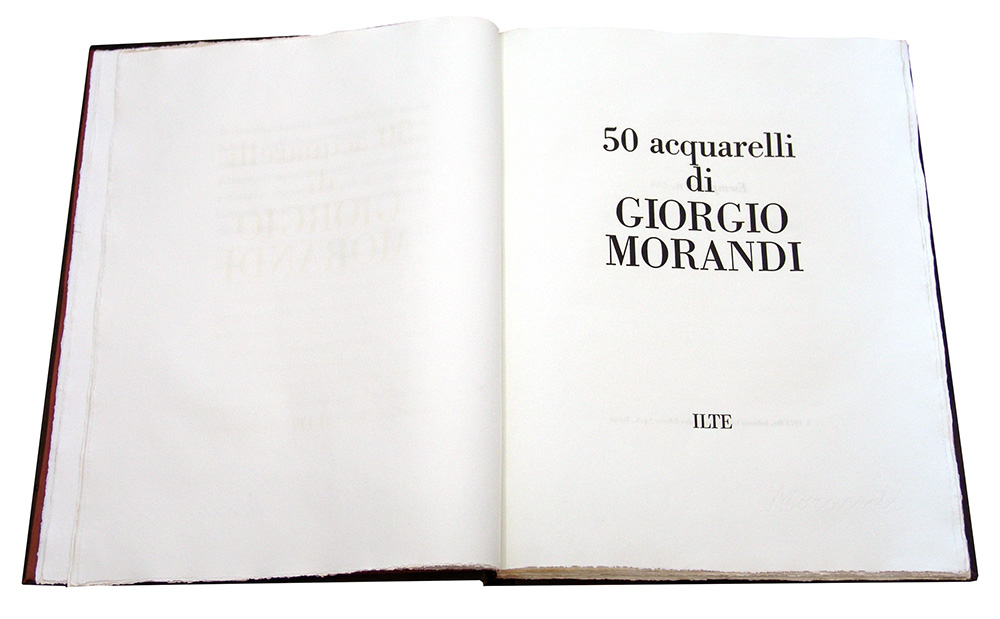 50 acquarelli
di
GIORGIO
MORANDI
ILTE